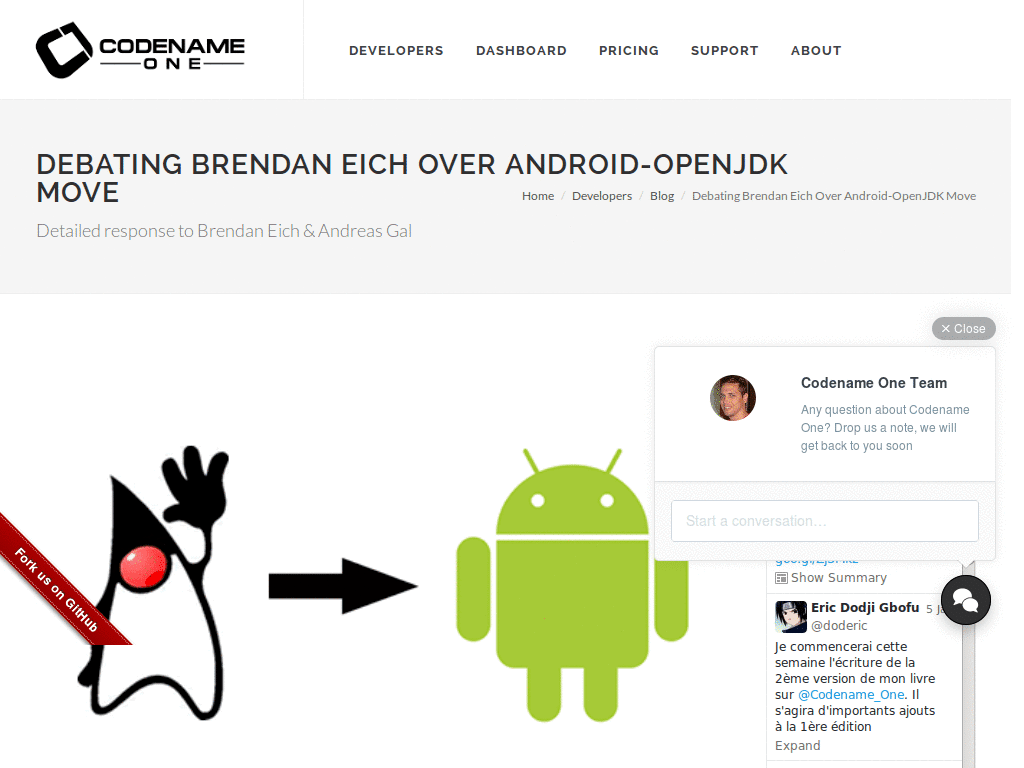 CODENAME
ONE
DEVELOPERS
DASHBOARD
PRICING
SUPPORT
ABOUT
DEBATING BRENDAN EICH OVER ANDROID-OPENJDK
MOVE
Home / Developers / Blog / Debating Brendan Eich Over Android-OpenJDK Move
Detailed response to Brendan Eich & Andreas Gal
× Close
Codename One Team
Any question about Codename
One? Drop us a note, we will
get back to you soon
Start a conversation...
Show Summary
Fork us on GitHub
Eric Dodji Gbofu 5
@doderic
Je commencerai cette
semaine l'écriture de la
2ème version de mon livre
sur @Codename_One. Il
s'agira d'importants ajouts
à la 1ère édition
Expand